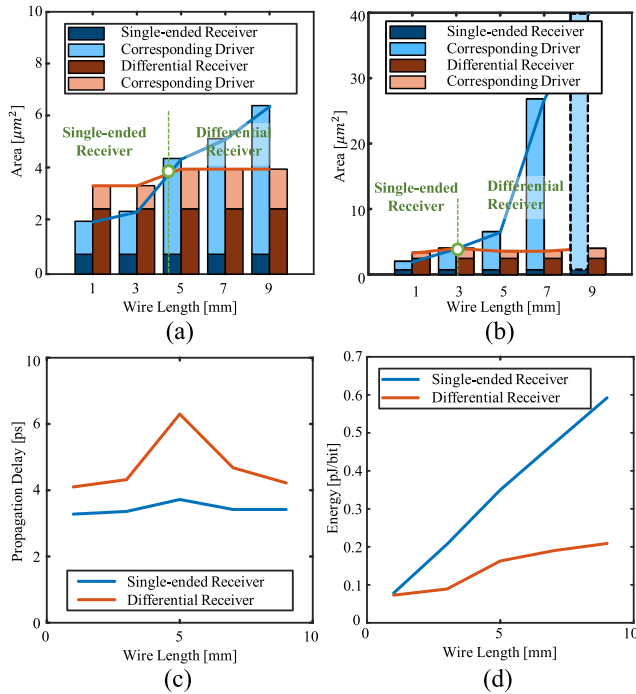 10
8
6
4
2
0
Area [μm²]
Single-ended Receiver
Corresponding Driver
Differential Receiver
Corresponding Driver
Single-ended
Receiver
Differential
Receiver
1 3 5 7 9
Wire Length [mm]
(a)
40
30
20
10
0
Area [μm²]
Single-ended Receiver
Corresponding Driver
Differential Receiver
Corresponding Driver
Single-ended
Receiver
Differential
Receiver
1 3 5 7 9
Wire Length [mm]
(b)
10
8
6
4
2
0
Propagation Delay [ps]
Single-ended Receiver
Differential Receiver
0 5 10
Wire Length [mm]
(c)
0.7
0.6
0.5
0.4
0.3
0.2
0.1
0
Energy [pJ/bit]
Single-ended Receiver
Differential Receiver
0 5 10
Wire Length [mm]
(d)